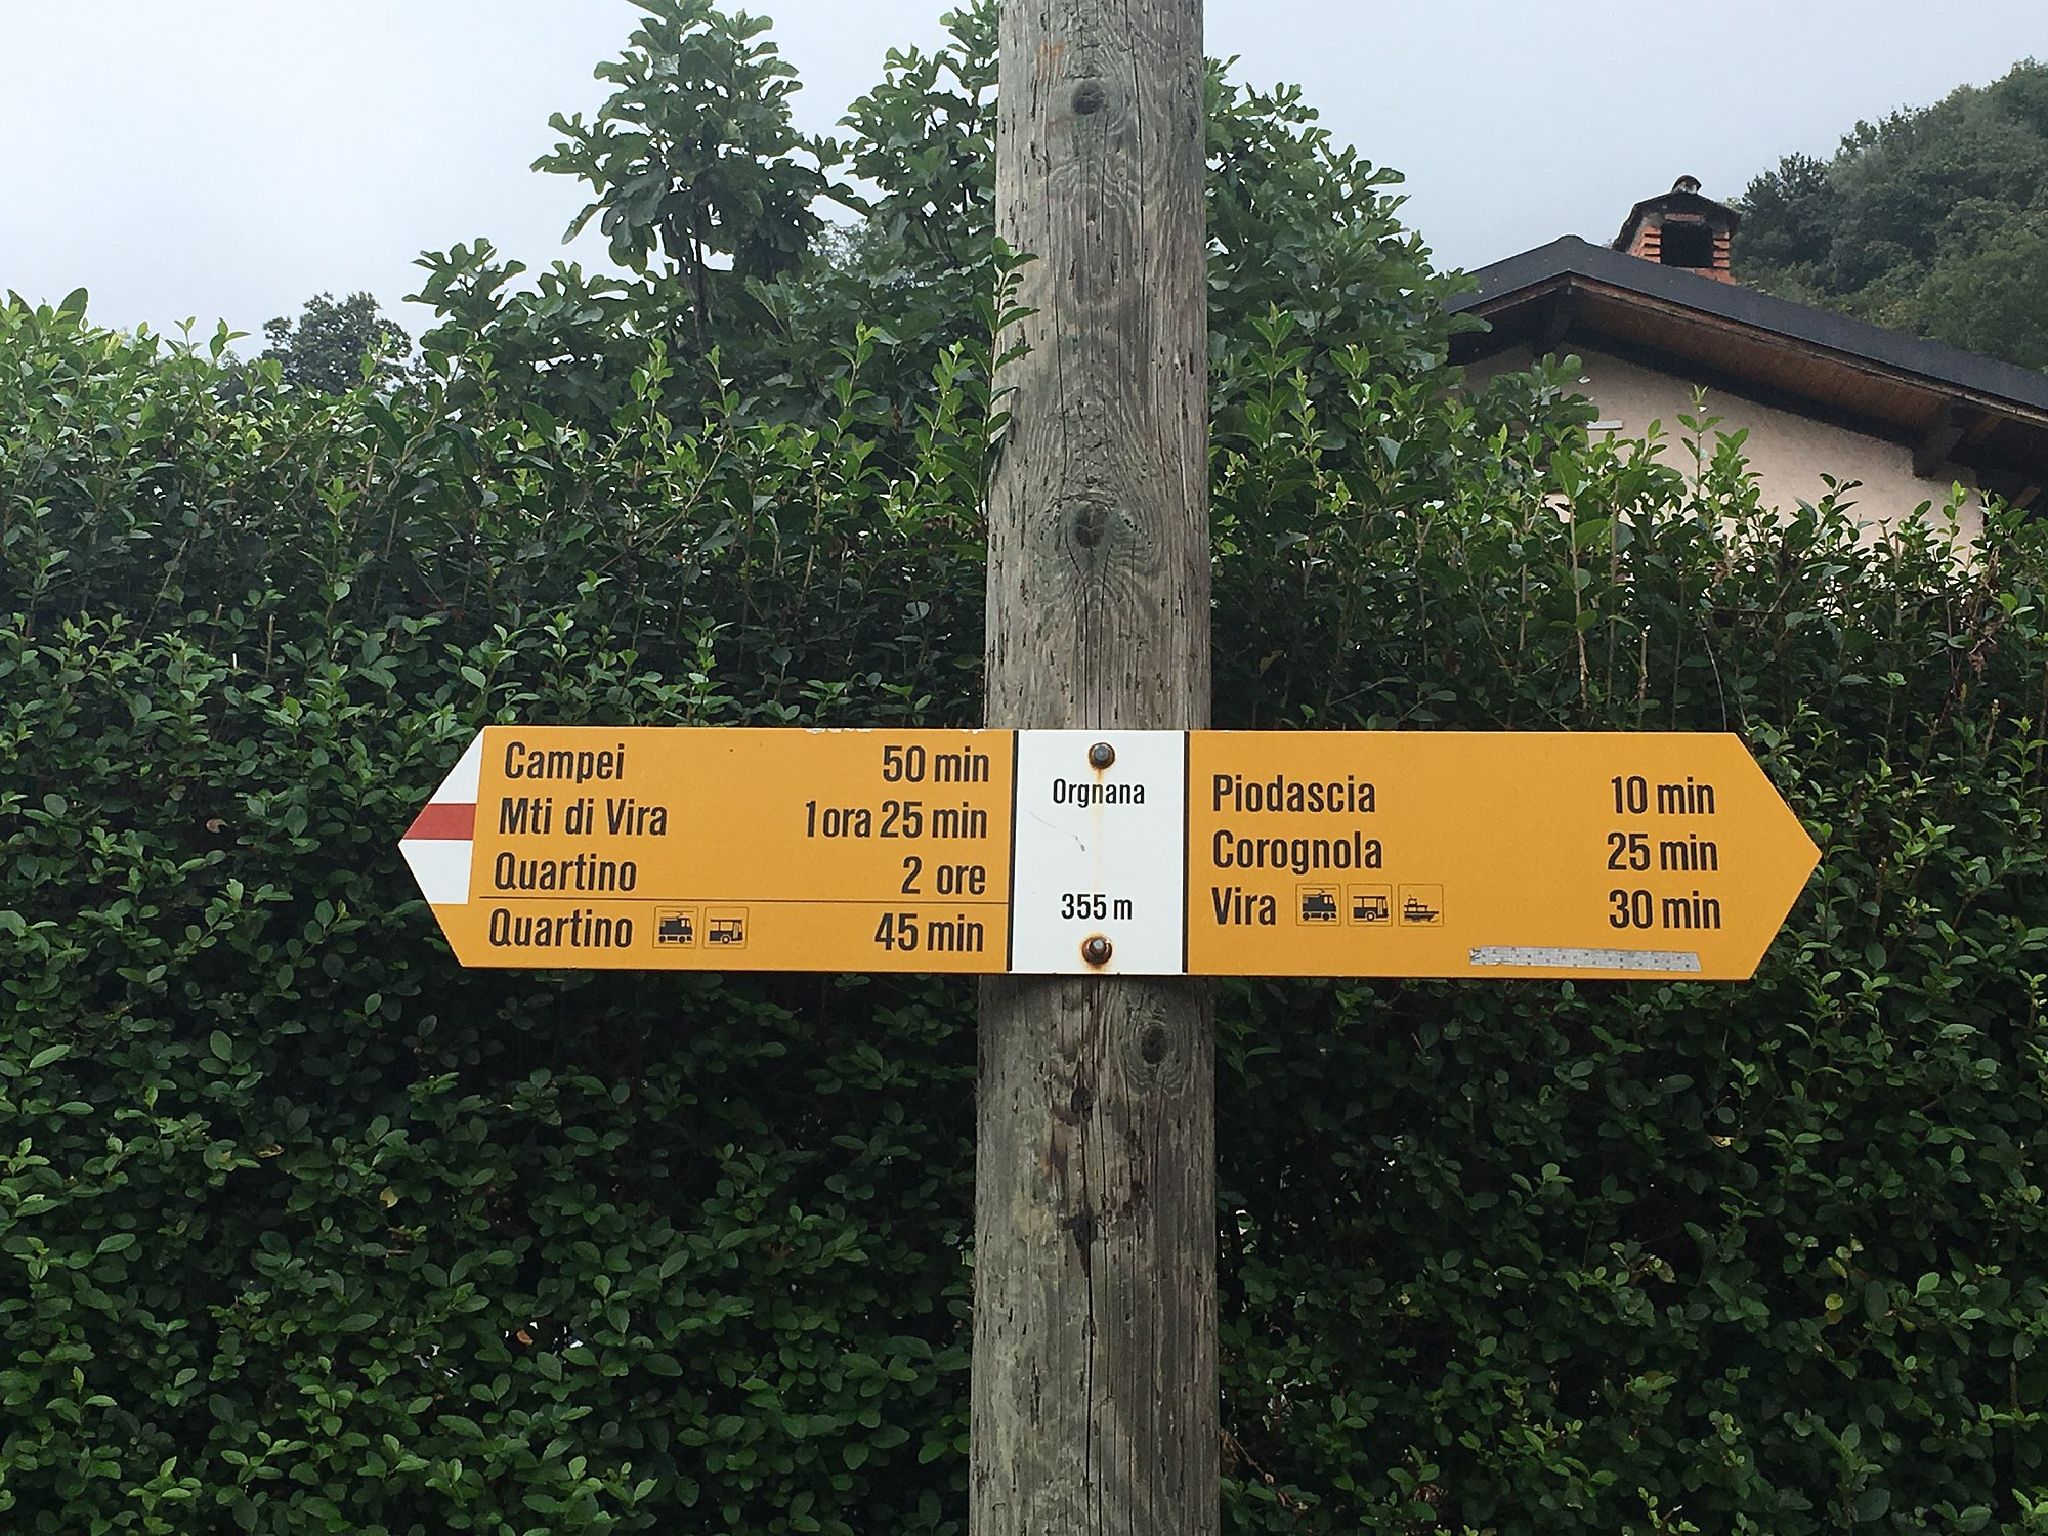 Campei 50 min
Mti di Vira 1 ora 25 min
Quartino 2 ore
Quartino 45 min
Orgnana
355 m
Piodascia 10 min
Corognola 25 min
Vira 30 min